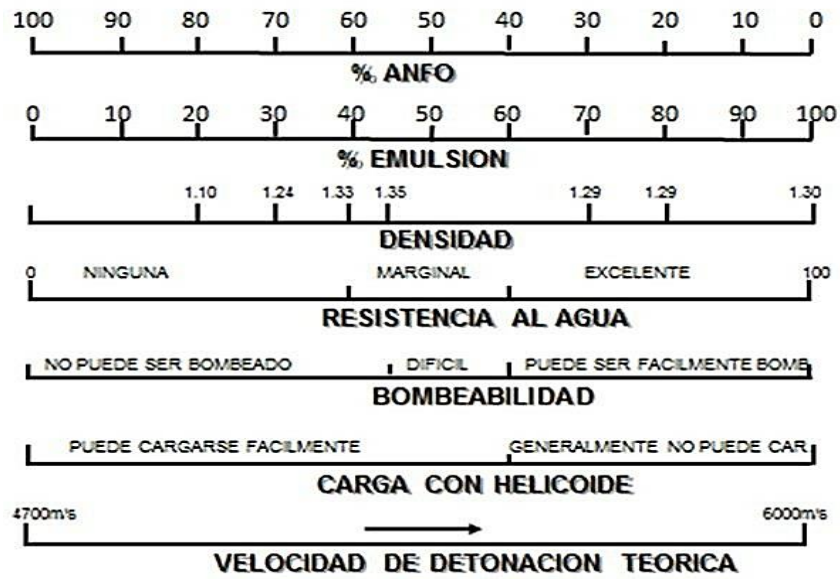 100 90 80 70 60 50 40 30 20 10 0
% ANFO
0 10 20 30 40 50 60 70 80 90 100
% EMULSION
1.10 1.24 1.33 1.35 1.29 1.29 1.30
DENSIDAD
0 NINGUNA MARGINAL EXCELENTE 100
RESISTENCIA AL AGUA
NO PUEDE SER BOMBEADO DIFICIL PUEDE SER FACILMENTE BOMB
BOMBEABILIDAD
PUEDE CARGARSE FACILMENTE GENERALMENTE NO PUEDE CAR
CARGA CON HELICOIDE
4700m/s 6000m/s
VELOCIDAD DE DETONACION TEORICA